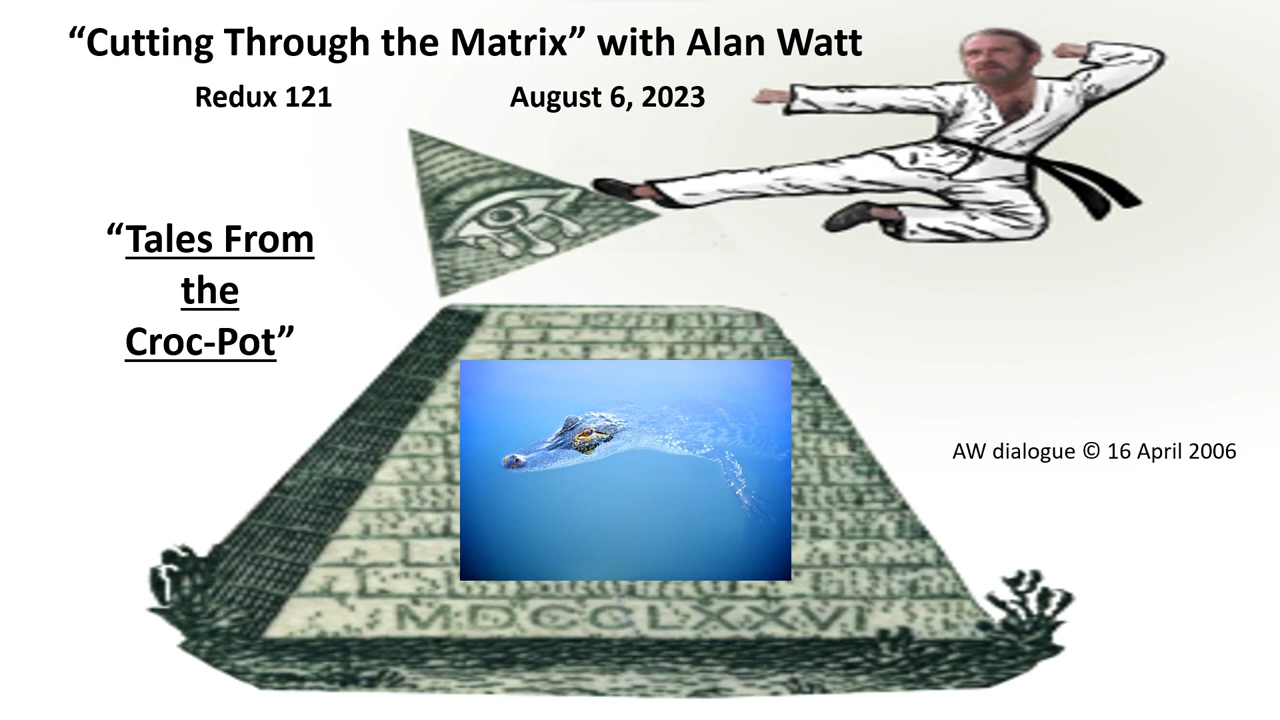 “Cutting Through the Matrix” with Alan Watt
Redux 121 August 6, 2023
“Tales From
the
Croc-Pot”
AW dialogue © 16 April 2006
MDCCLXXVI